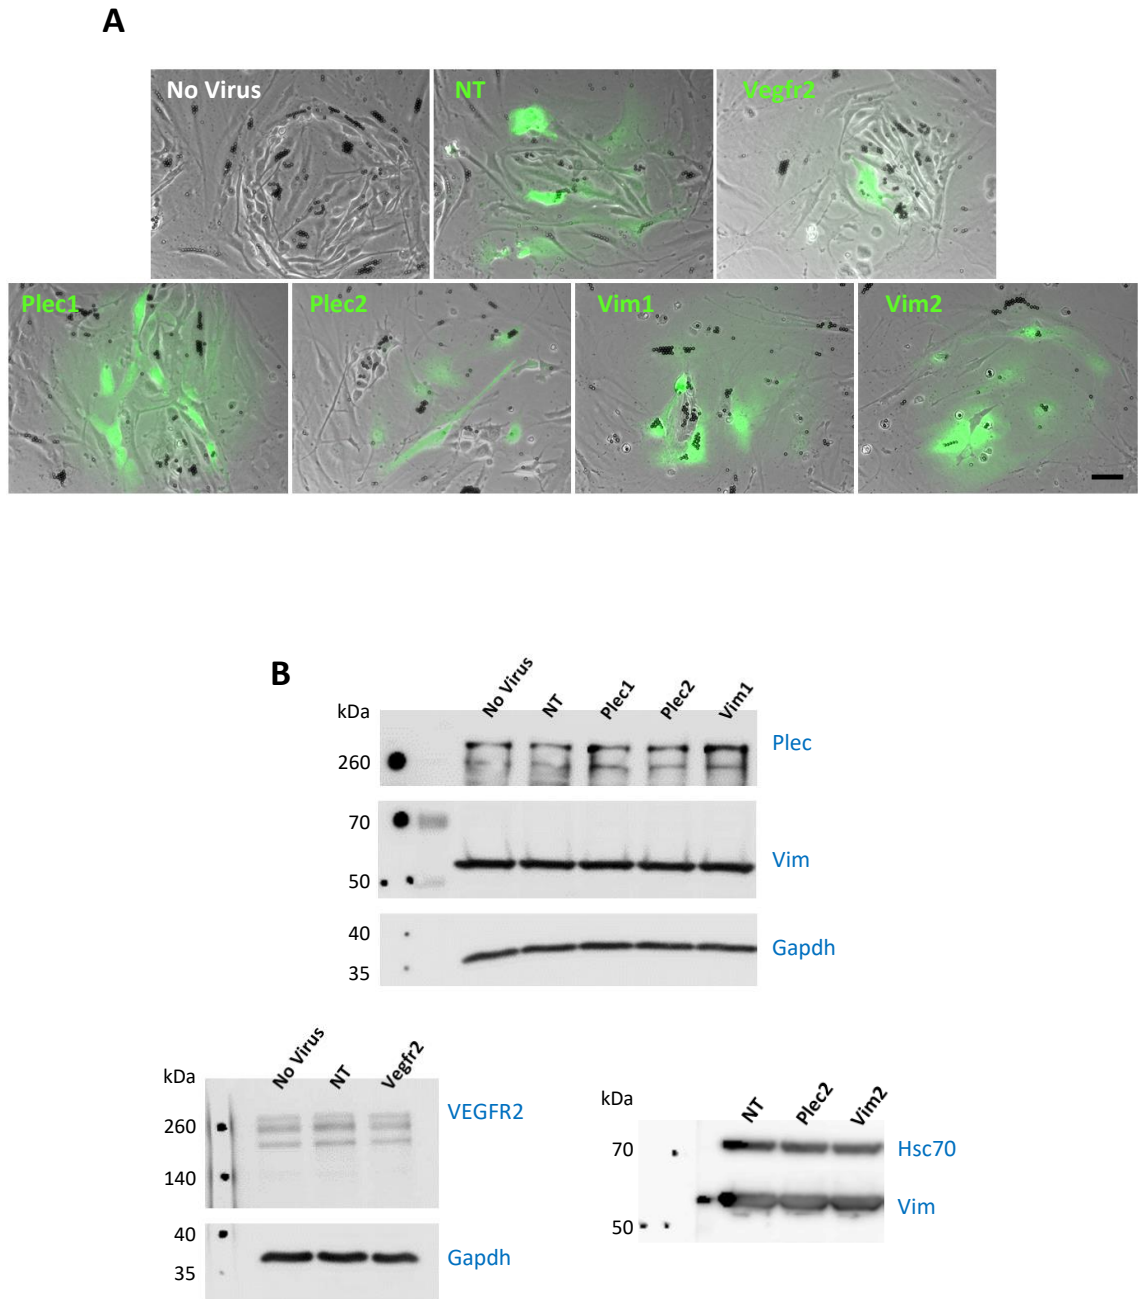 A
No Virus
NT
Vegfr2
Plec1
Plec2
Vim1
Vim2
B
No Virus
NT
Plec1
Plec2
Vim1
kDa
Plec
260
70
Vim
50
40
Gapdh
35
No Virus
NT
Vegfr2
kDa
VEGFR2
260
140
40
Gapdh
35
NT
Plec2
Vim2
kDa
70
Hsc70
Vim
50